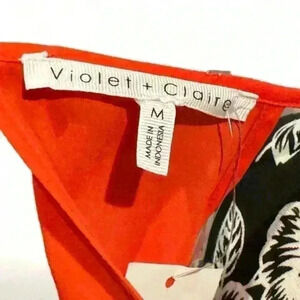 Violet + Claire
M
MADE IN
INDONESIA